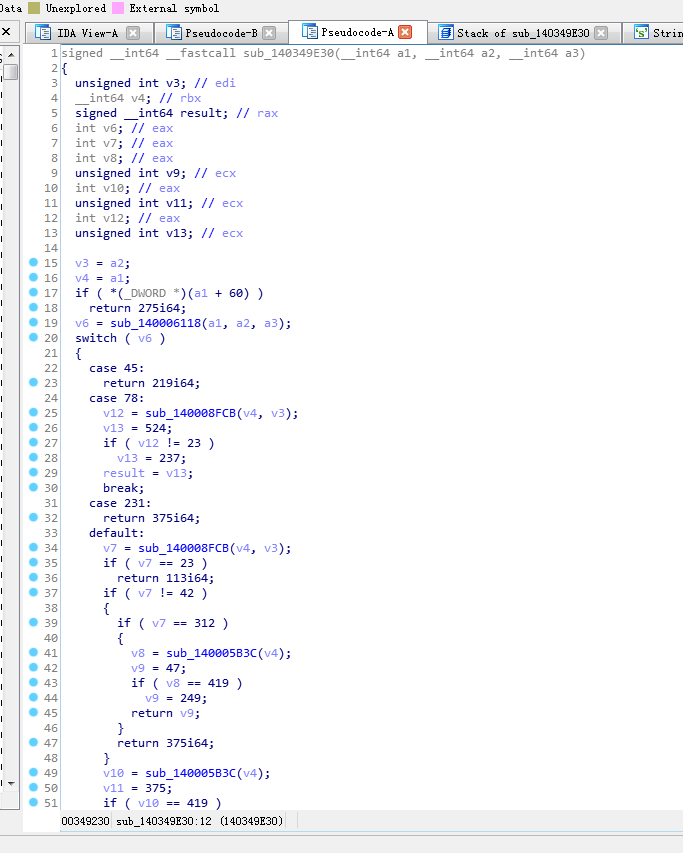 Data Unexplored External symbol
IDA View-A Pseudocode-B Pseudocode-A Stack of sub_140349E30 Strin
1 signed __int64 __fastcall sub_140349E30(__int64 a1, __int64 a2, __int64 a3)
2 {
3 unsigned int v3; // edi
4 __int64 v4; // rbx
5 signed __int64 result; // rax
6 int v6; // eax
7 int v7; // eax
8 int v8; // eax
9 unsigned int v9; // ecx
10 int v10; // eax
11 unsigned int v11; // ecx
12 int v12; // eax
13 unsigned int v13; // ecx
14
15 v3 = a2;
16 v4 = a1;
17 if ( *(_DWORD *)(a1 + 60) )
18 return 275i64;
19 v6 = sub_140006118(a1, a2, a3);
20 switch ( v6 )
21 {
22 case 45:
23 return 219i64;
24 case 78:
25 v12 = sub_140008FCB(v4, v3);
26 v13 = 524;
27 if ( v12 != 23 )
28 v13 = 237;
29 result = v13;
30 break;
31 case 231:
32 return 375i64;
33 default:
34 v7 = sub_140008FCB(v4, v3);
35 if ( v7 == 23 )
36 return 113i64;
37 if ( v7 != 42 )
38 {
39 if ( v7 == 312 )
40 {
41 v8 = sub_140005B3C(v4);
42 v9 = 47;
43 if ( v8 == 419 )
44 v9 = 249;
45 return v9;
46 }
47 return 375i64;
48 }
49 v10 = sub_140005B3C(v4);
50 v11 = 375;
51 if ( v10 == 419 )
00349230 sub_140349E30:12 (140349E30)